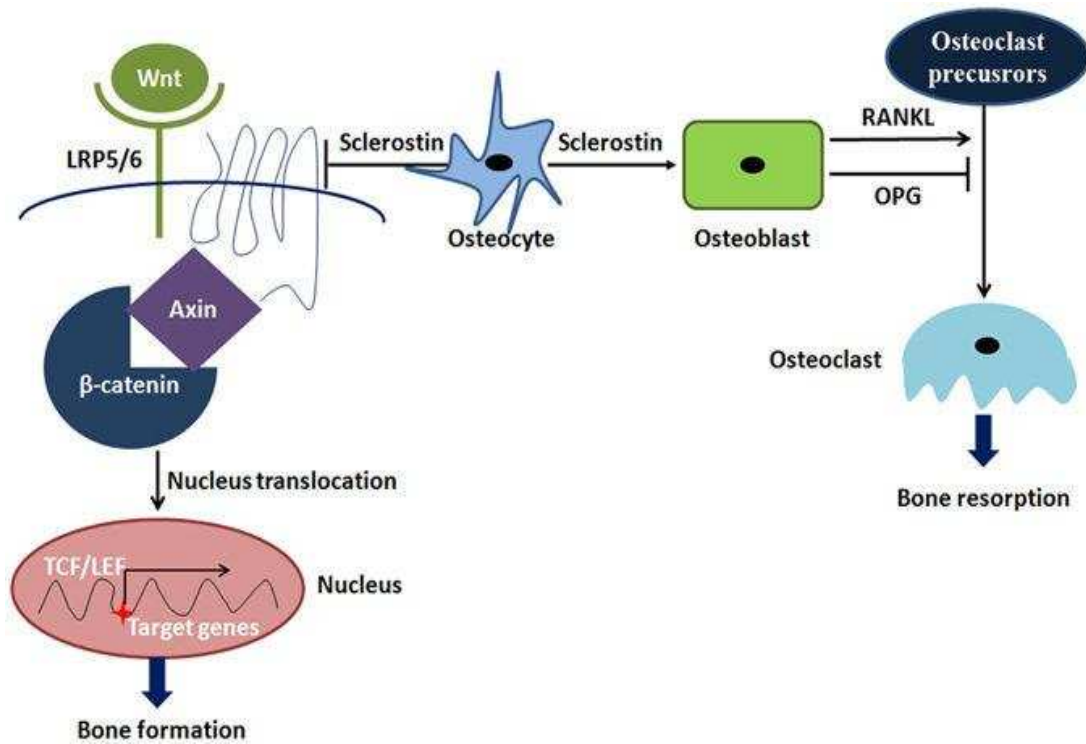 Wnt
LRP5/6
Sclerostin
Osteocyte
Sclerostin
Osteoblast
RANKL
OPG
Osteoclast
precusrors
Axin
β-catenin
Osteoclast
Nucleus translocation
Bone resorption
TCF/LEF
Target genes
Nucleus
Bone formation